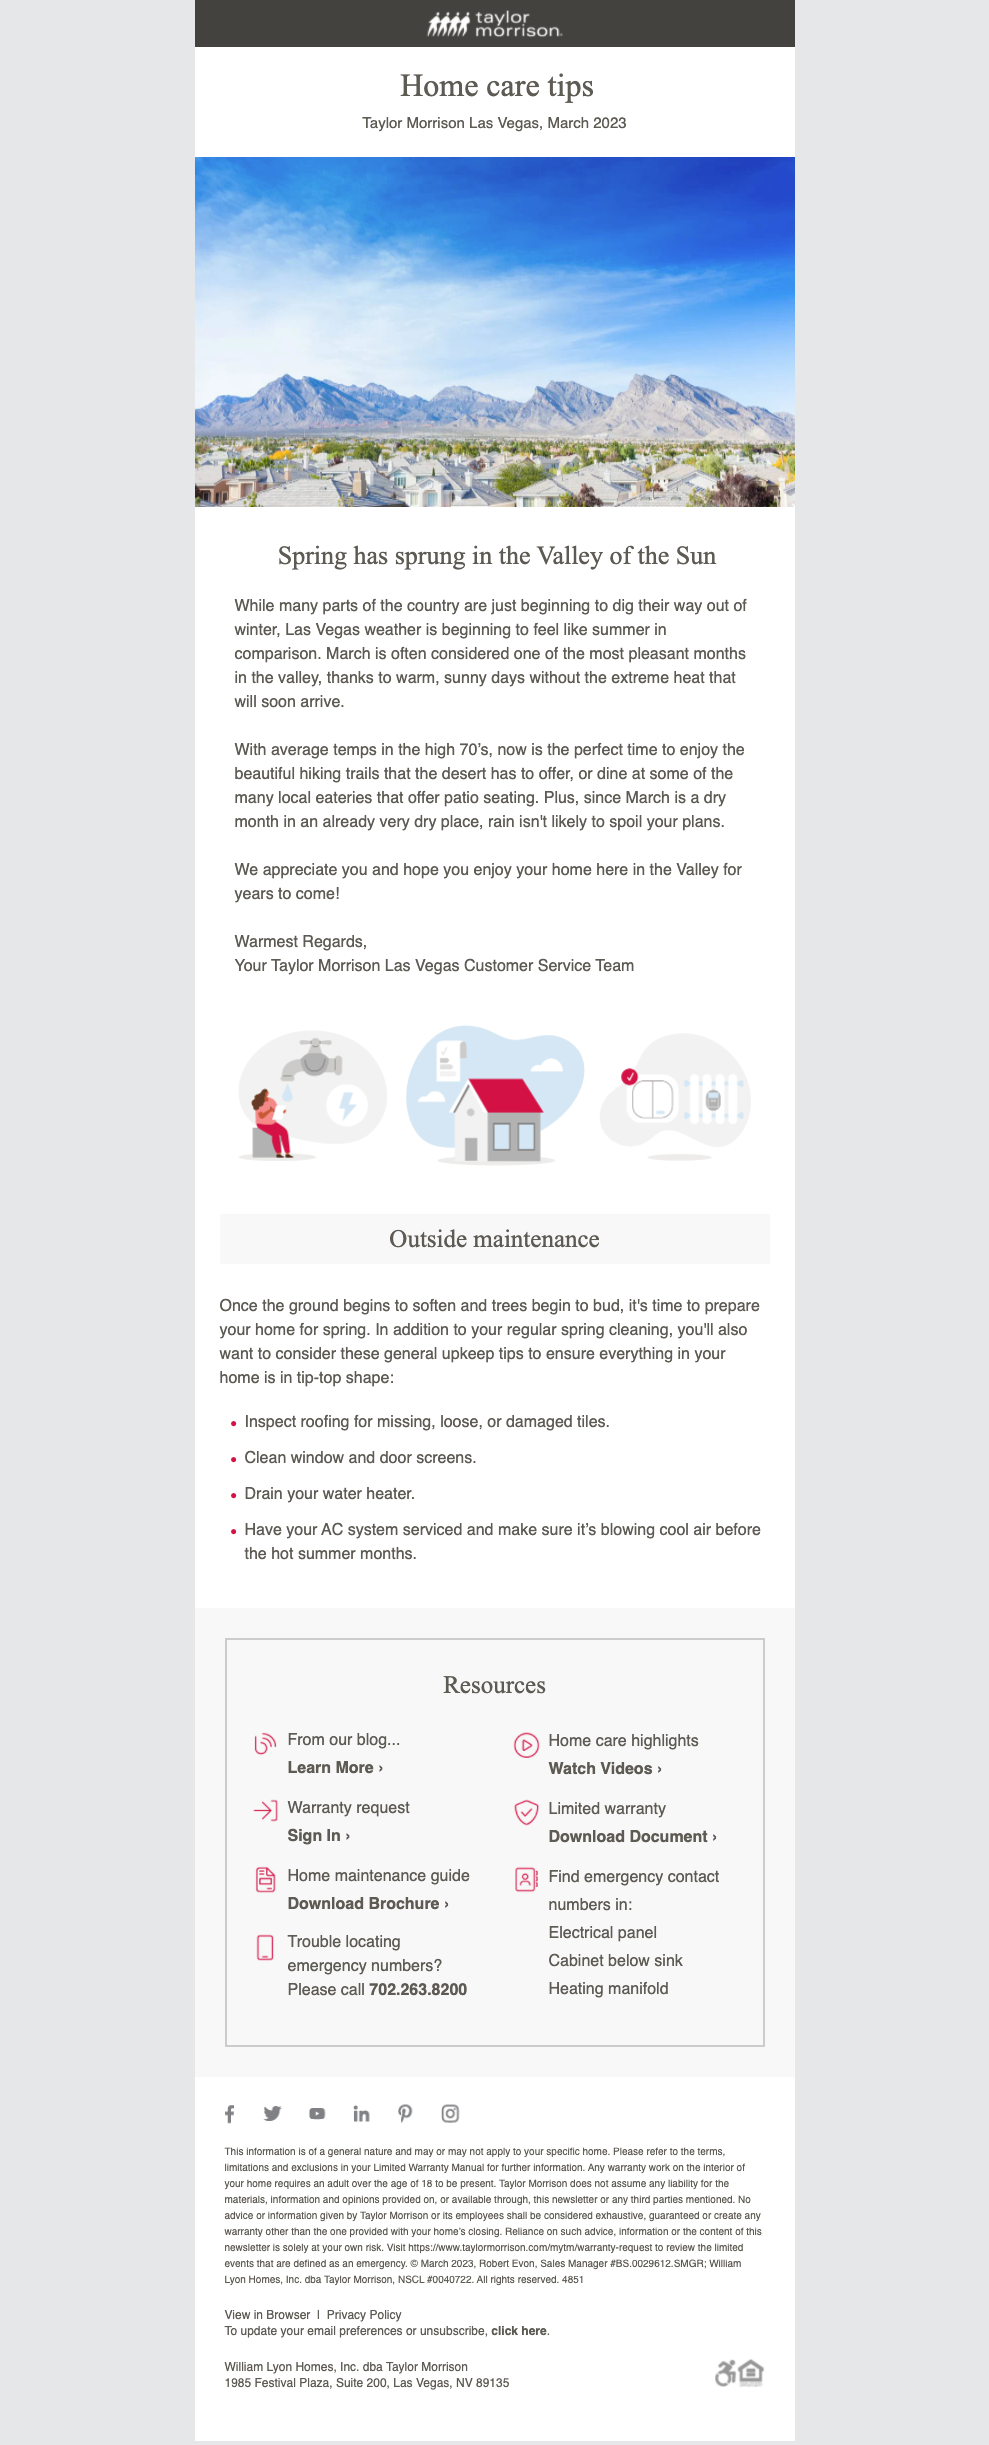 taylor
morrison.
Home care tips
Taylor Morrison Las Vegas, March 2023
Spring has sprung in the Valley of the Sun
While many parts of the country are just beginning to dig their way out of
winter, Las Vegas weather is beginning to feel like summer in
comparison. March is often considered one of the most pleasant months
in the valley, thanks to warm, sunny days without the extreme heat that
will soon arrive.
With average temps in the high 70’s, now is the perfect time to enjoy the
beautiful hiking trails that the desert has to offer, or dine at some of the
many local eateries that offer patio seating. Plus, since March is a dry
month in an already very dry place, rain isn't likely to spoil your plans.
We appreciate you and hope you enjoy your home here in the Valley for
years to come!
Warmest Regards,
Your Taylor Morrison Las Vegas Customer Service Team
Outside maintenance
Once the ground begins to soften and trees begin to bud, it's time to prepare
your home for spring. In addition to your regular spring cleaning, you'll also
want to consider these general upkeep tips to ensure everything in your
home is in tip-top shape:
• Inspect roofing for missing, loose, or damaged tiles.
• Clean window and door screens.
• Drain your water heater.
• Have your AC system serviced and make sure it’s blowing cool air before
the hot summer months.
Resources
From our blog...
Learn More ›
Warranty request
Sign In ›
Home maintenance guide
Download Brochure ›
Trouble locating
emergency numbers?
Please call 702.263.8200
Home care highlights
Watch Videos ›
Limited warranty
Download Document ›
Find emergency contact
numbers in:
Electrical panel
Cabinet below sink
Heating manifold
This information is of a general nature and may or may not apply to your specific home. Please refer to the terms,
limitations and exclusions in your Limited Warranty Manual for further information. Any warranty work on the interior of
your home requires an adult over the age of 18 to be present. Taylor Morrison does not assume any liability for the
materials, information and opinions provided on, or available through, this newsletter or any third parties mentioned. No
advice or information given by Taylor Morrison or its employees shall be considered exhaustive, guaranteed or create any
warranty other than the one provided with your home’s closing. Reliance on such advice, information or the content of this
newsletter is solely at your own risk. Visit https://www.taylormorrison.com/mytm/warranty-request to review the limited
events that are defined as an emergency. © March 2023, Robert Evon, Sales Manager #BS.0029612.SMGR; William
Lyon Homes, Inc. dba Taylor Morrison, NSCL #0040722. All rights reserved. 4851
View in Browser | Privacy Policy
To update your email preferences or unsubscribe, click here.
William Lyon Homes, Inc. dba Taylor Morrison
1985 Festival Plaza, Suite 200, Las Vegas, NV 89135